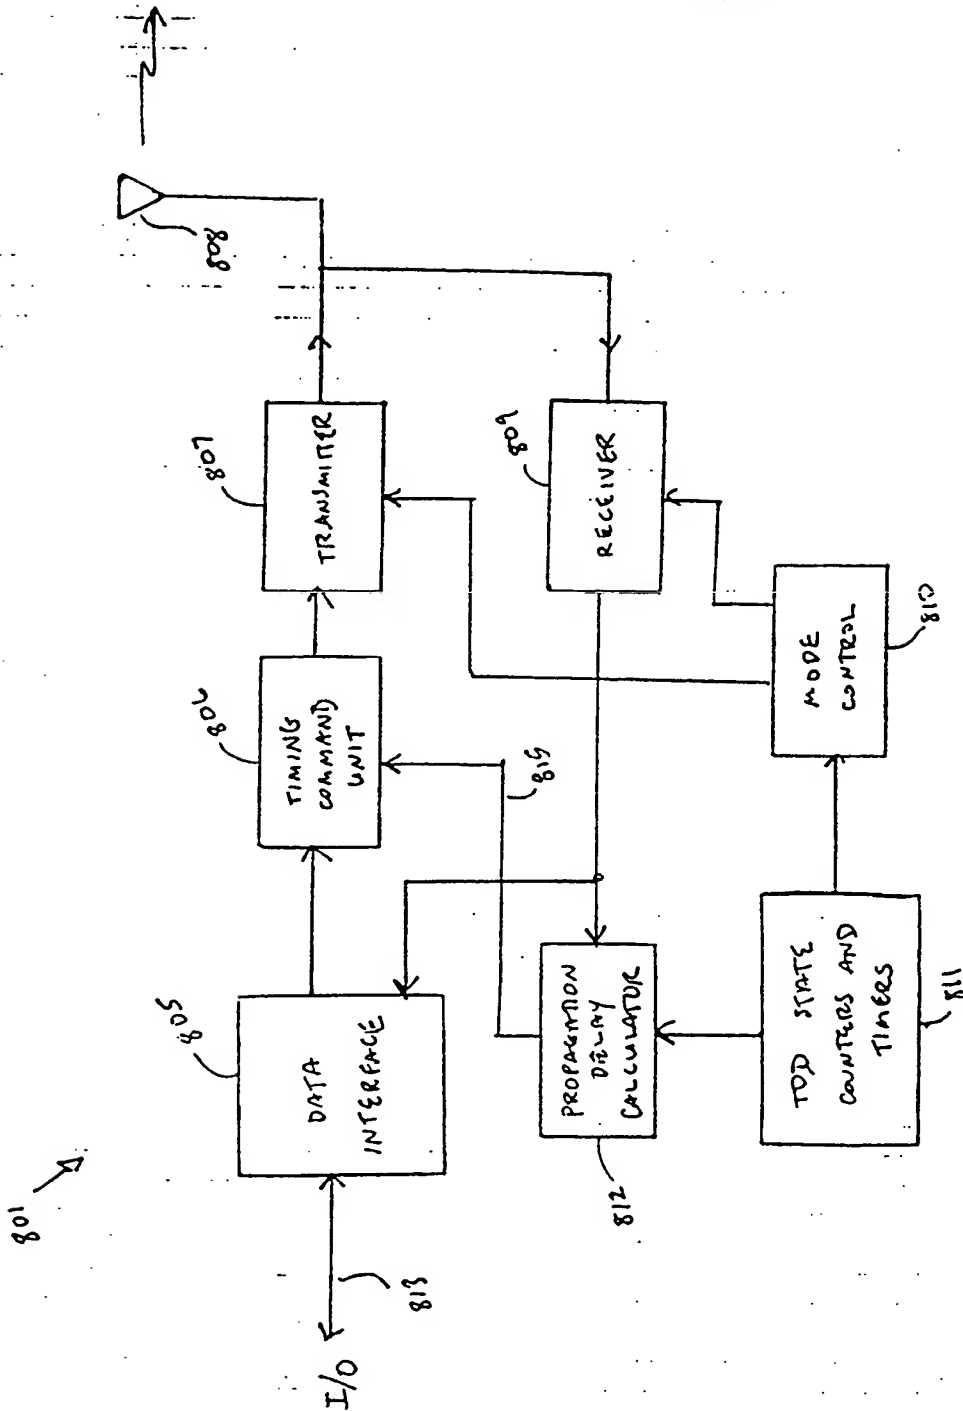 801
I/O
813
805
DATA
INTERFACE
806
TIMING
COMMAND
UNIT
807
TRANSMITTER
808
815
812
PROPAGATION
DELAY
CALCULATOR
809
RECEIVER
811
TDD STATE
COUNTERS AND
TIMERS
810
MODE
CONTROL